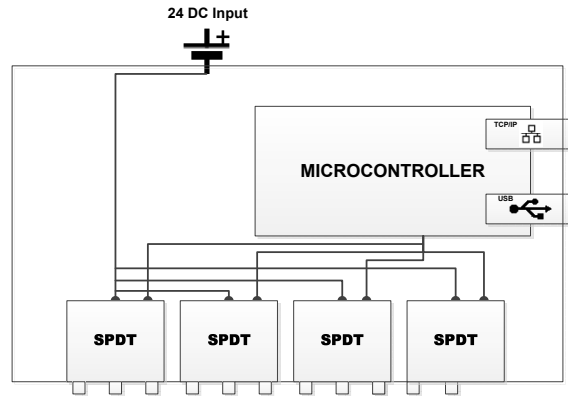 24 DC Input
+
TCP/IP
MICROCONTROLLER
USB
SPDT SPDT SPDT SPDT